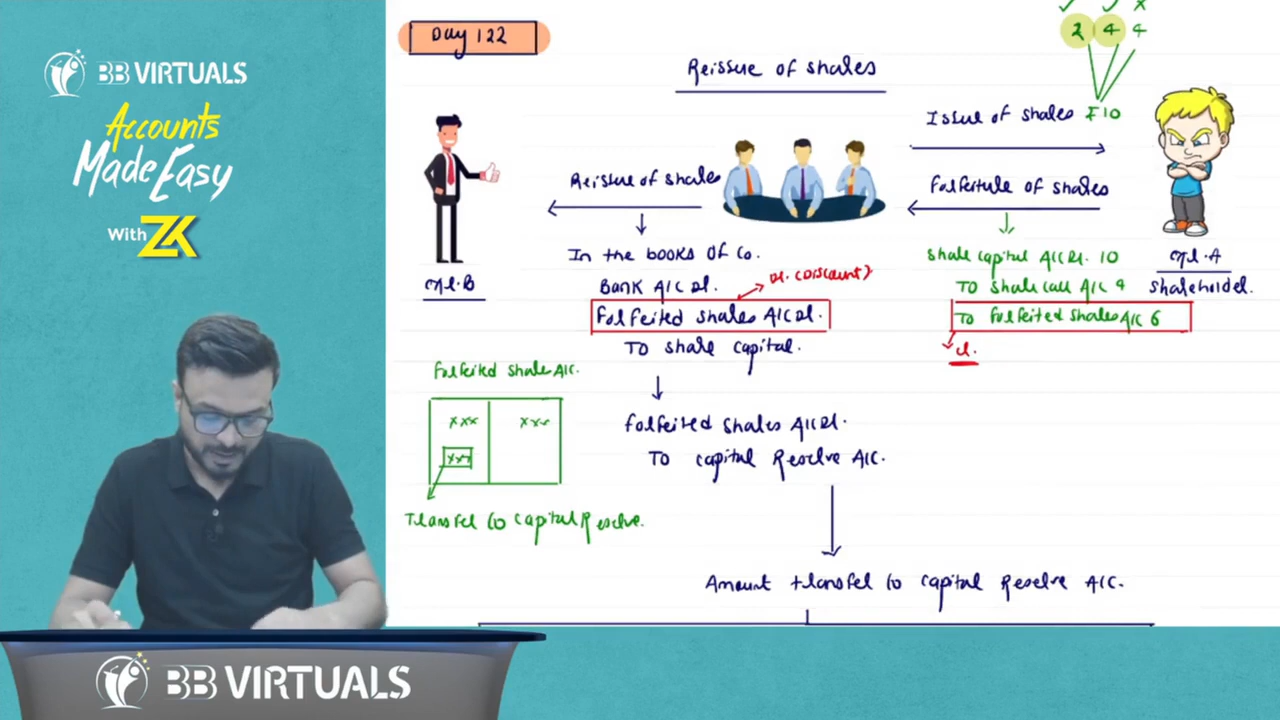 BB VIRTUALS
Accounts
Made Easy
With ZK
Day 122
Reissue of shares
2 4 4
Issue of shares ₹10
Reissue of shares
Forfeiture of shares
In the books of Co.
Bank A/C Dr.
Dr. (Discount)
Forfeited shares A/C Dr.
To share capital.
Share capital A/C Dr. 10
To share call A/C 4
To forfeited shares A/C 6
Cr.
Mr. B
Mr. A
Shareholder.
Forfeited share A/C.
xxx xxx
xxx
Transfer to capital Reserve.
Forfeited shares A/C Dr.
To capital Reserve A/C.
Amount transfer to capital Reserve A/C.
BB VIRTUALS